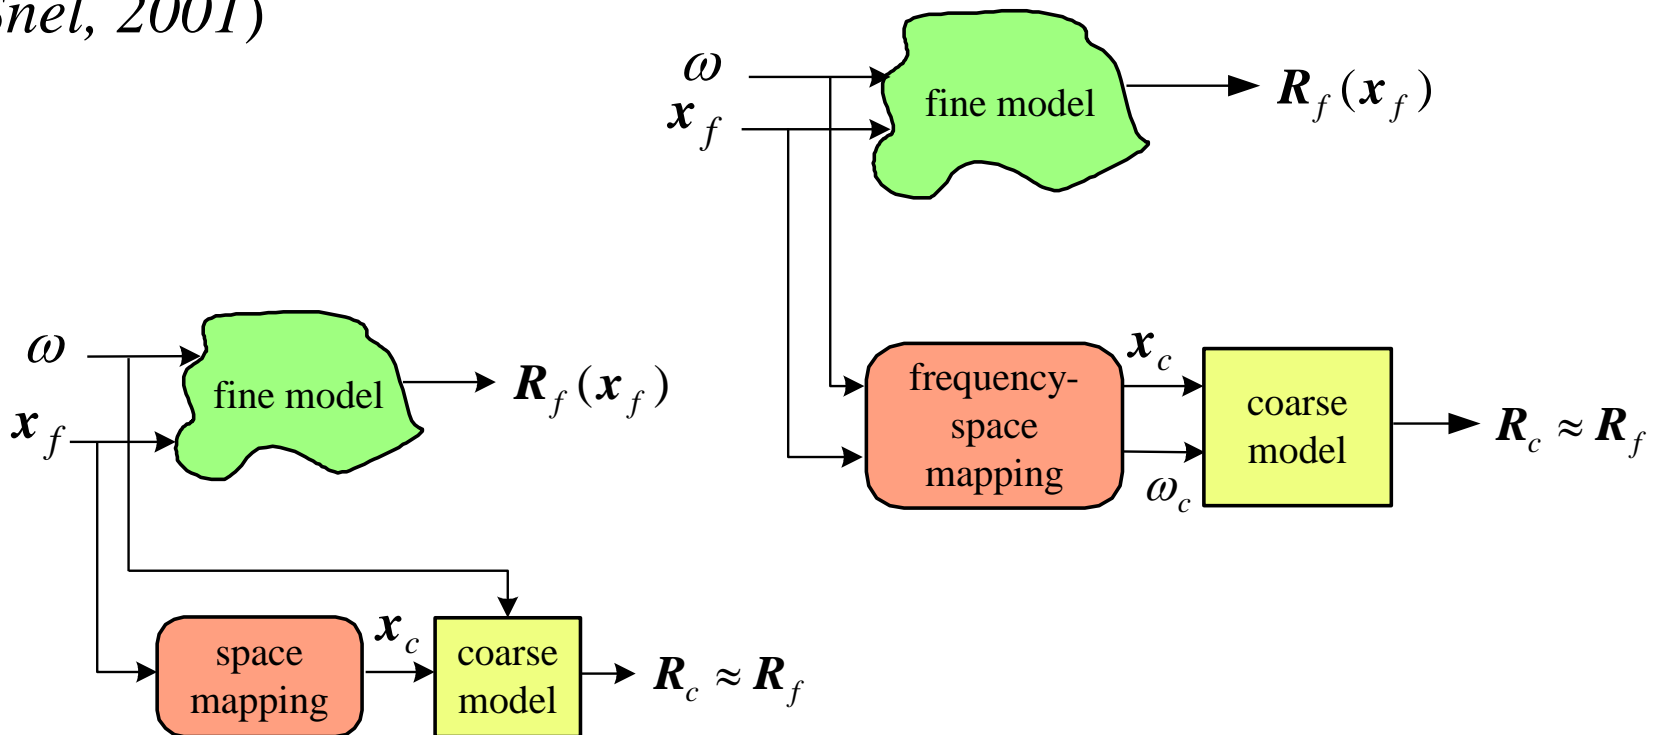 2001)
ω
x_f
fine model
R_f(x_f)
frequency-
space
mapping
x_c
ω_c
coarse
model
R_c ≈ R_f
ω
x_f
fine model
R_f(x_f)
space
mapping
x_c
coarse
model
R_c ≈ R_f